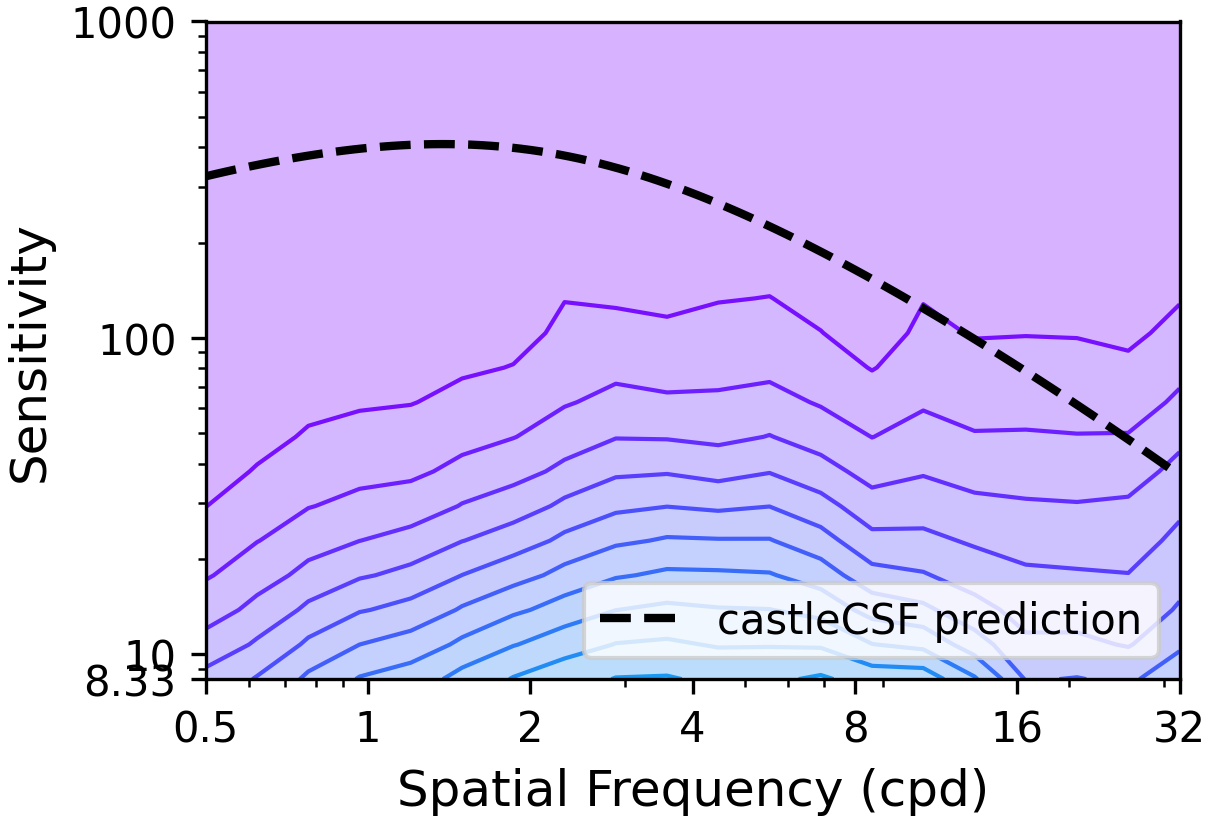 1000
100
10
8.33
Sensitivity
castleCSF prediction
0.5 1 2 4 8 16 32
Spatial Frequency (cpd)